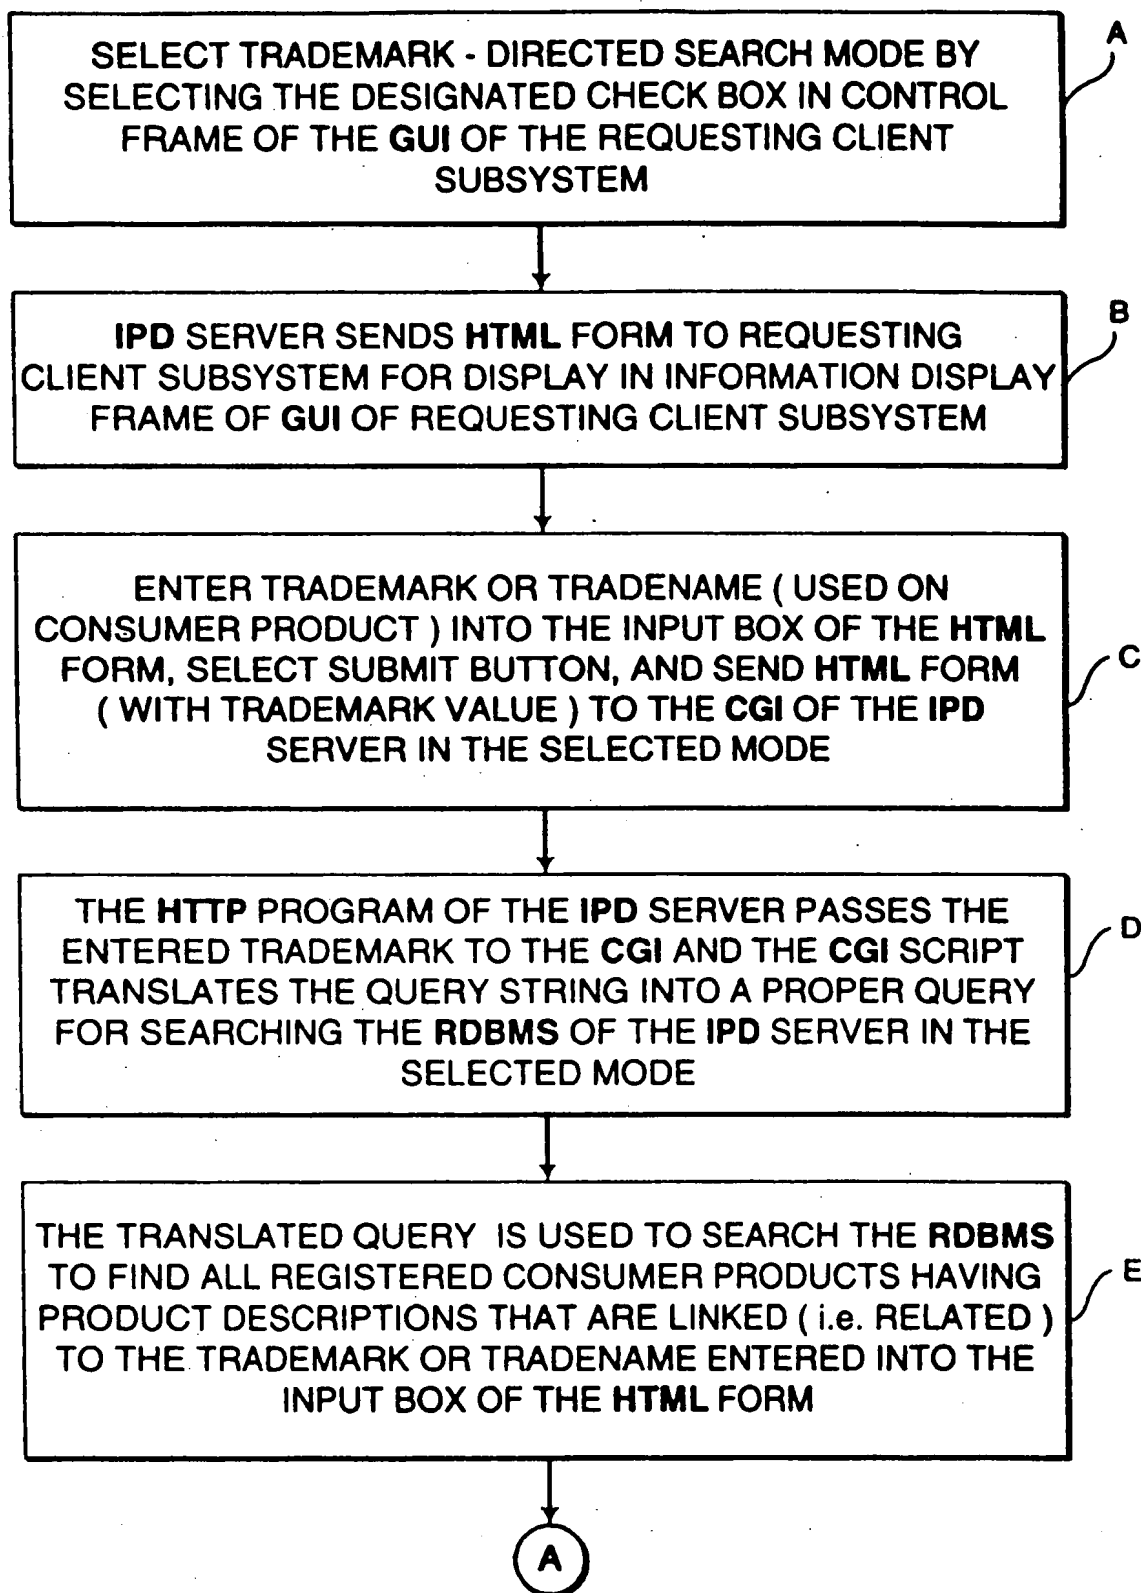 SELECT TRADEMARK - DIRECTED SEARCH MODE BY
SELECTING THE DESIGNATED CHECK BOX IN CONTROL
FRAME OF THE GUI OF THE REQUESTING CLIENT
SUBSYSTEM
A
IPD SERVER SENDS HTML FORM TO REQUESTING
CLIENT SUBSYSTEM FOR DISPLAY IN INFORMATION DISPLAY
FRAME OF GUI OF REQUESTING CLIENT SUBSYSTEM
B
ENTER TRADEMARK OR TRADENAME ( USED ON
CONSUMER PRODUCT ) INTO THE INPUT BOX OF THE HTML
FORM, SELECT SUBMIT BUTTON, AND SEND HTML FORM
( WITH TRADEMARK VALUE ) TO THE CGI OF THE IPD
SERVER IN THE SELECTED MODE
C
THE HTTP PROGRAM OF THE IPD SERVER PASSES THE
ENTERED TRADEMARK TO THE CGI AND THE CGI SCRIPT
TRANSLATES THE QUERY STRING INTO A PROPER QUERY
FOR SEARCHING THE RDBMS OF THE IPD SERVER IN THE
SELECTED MODE
D
THE TRANSLATED QUERY IS USED TO SEARCH THE RDBMS
TO FIND ALL REGISTERED CONSUMER PRODUCTS HAVING
PRODUCT DESCRIPTIONS THAT ARE LINKED ( i.e. RELATED )
TO THE TRADEMARK OR TRADENAME ENTERED INTO THE
INPUT BOX OF THE HTML FORM
E
A